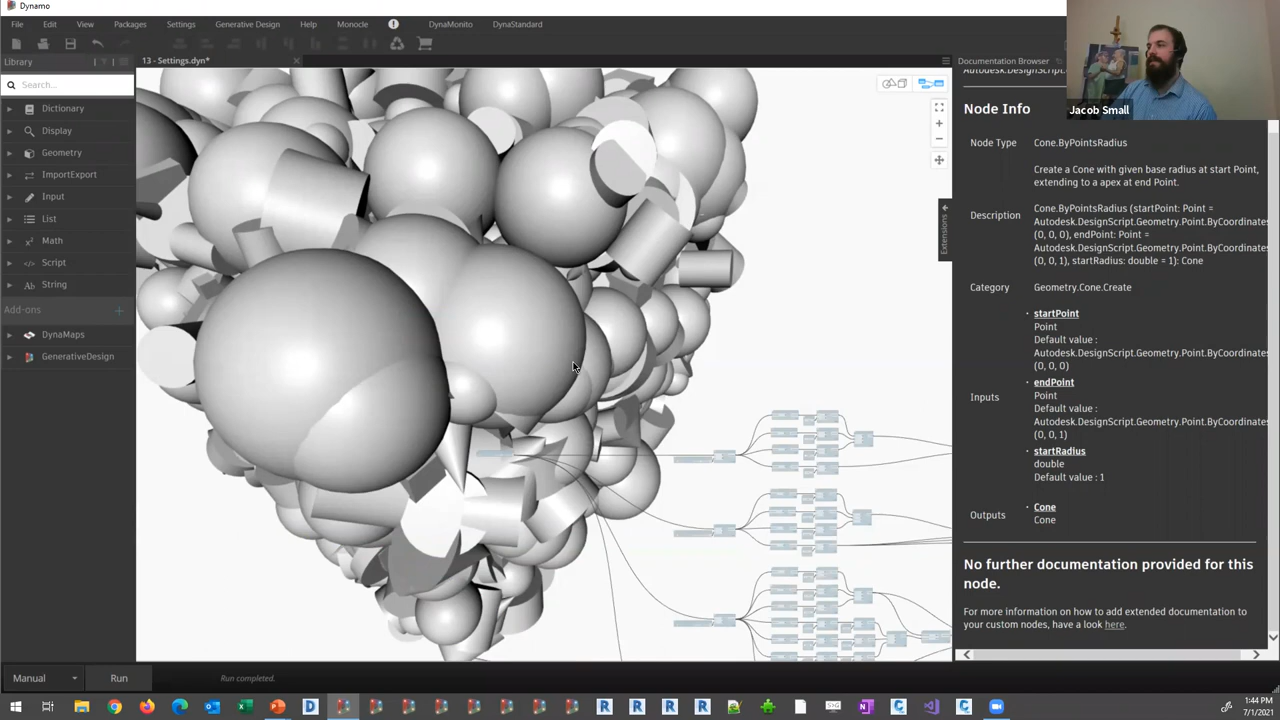 Dynamo
File Edit View Packages Settings Generative Design Help Monocle DynaMonito DynaStandard
Library
13 - Settings.dyn*
Documentation Browser
Search...
Dictionary
Display
Geometry
ImportExport
Input
List
Math
Script
String
Add-ons
DynaMaps
GenerativeDesign
Extensions
Jacob Small
Node Info
Node Type Cone.ByPointsRadius
Create a Cone with given base radius at start Point,
extending to a apex at end Point.
Description
Cone.ByPointsRadius (startPoint: Point =
Autodesk.DesignScript.Geometry.Point.ByCoordinates
(0, 0, 0), endPoint: Point =
Autodesk.DesignScript.Geometry.Point.ByCoordinates
(0, 0, 1), startRadius: double = 1): Cone
Category Geometry.Cone.Create
Inputs
startPoint
Point
Default value :
Autodesk.DesignScript.Geometry.Point.ByCoordinates
(0, 0, 0)
endPoint
Point
Default value :
Autodesk.DesignScript.Geometry.Point.ByCoordinates
(0, 0, 1)
startRadius
double
Default value : 1
Outputs
Cone
Cone
No further documentation provided for this
node.
For more information on how to add extended documentation to
your custom nodes, have a look here.
Manual Run Run completed.
1:44 PM
7/1/2021